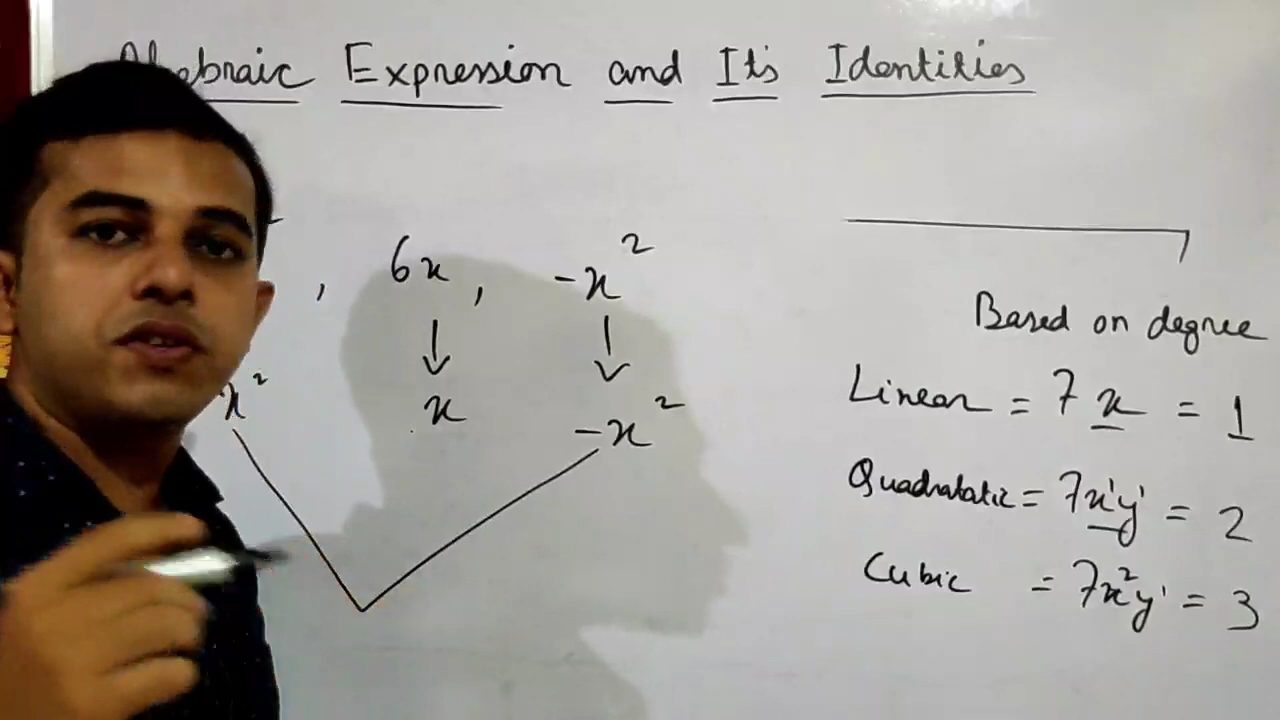 Expression and Its Identities
, 6x , -x²
x² x -x²
Based on degree
Linear = 7x = 1
Quadratatic = 7x¹y¹ = 2
Cubic = 7x²y¹ = 3